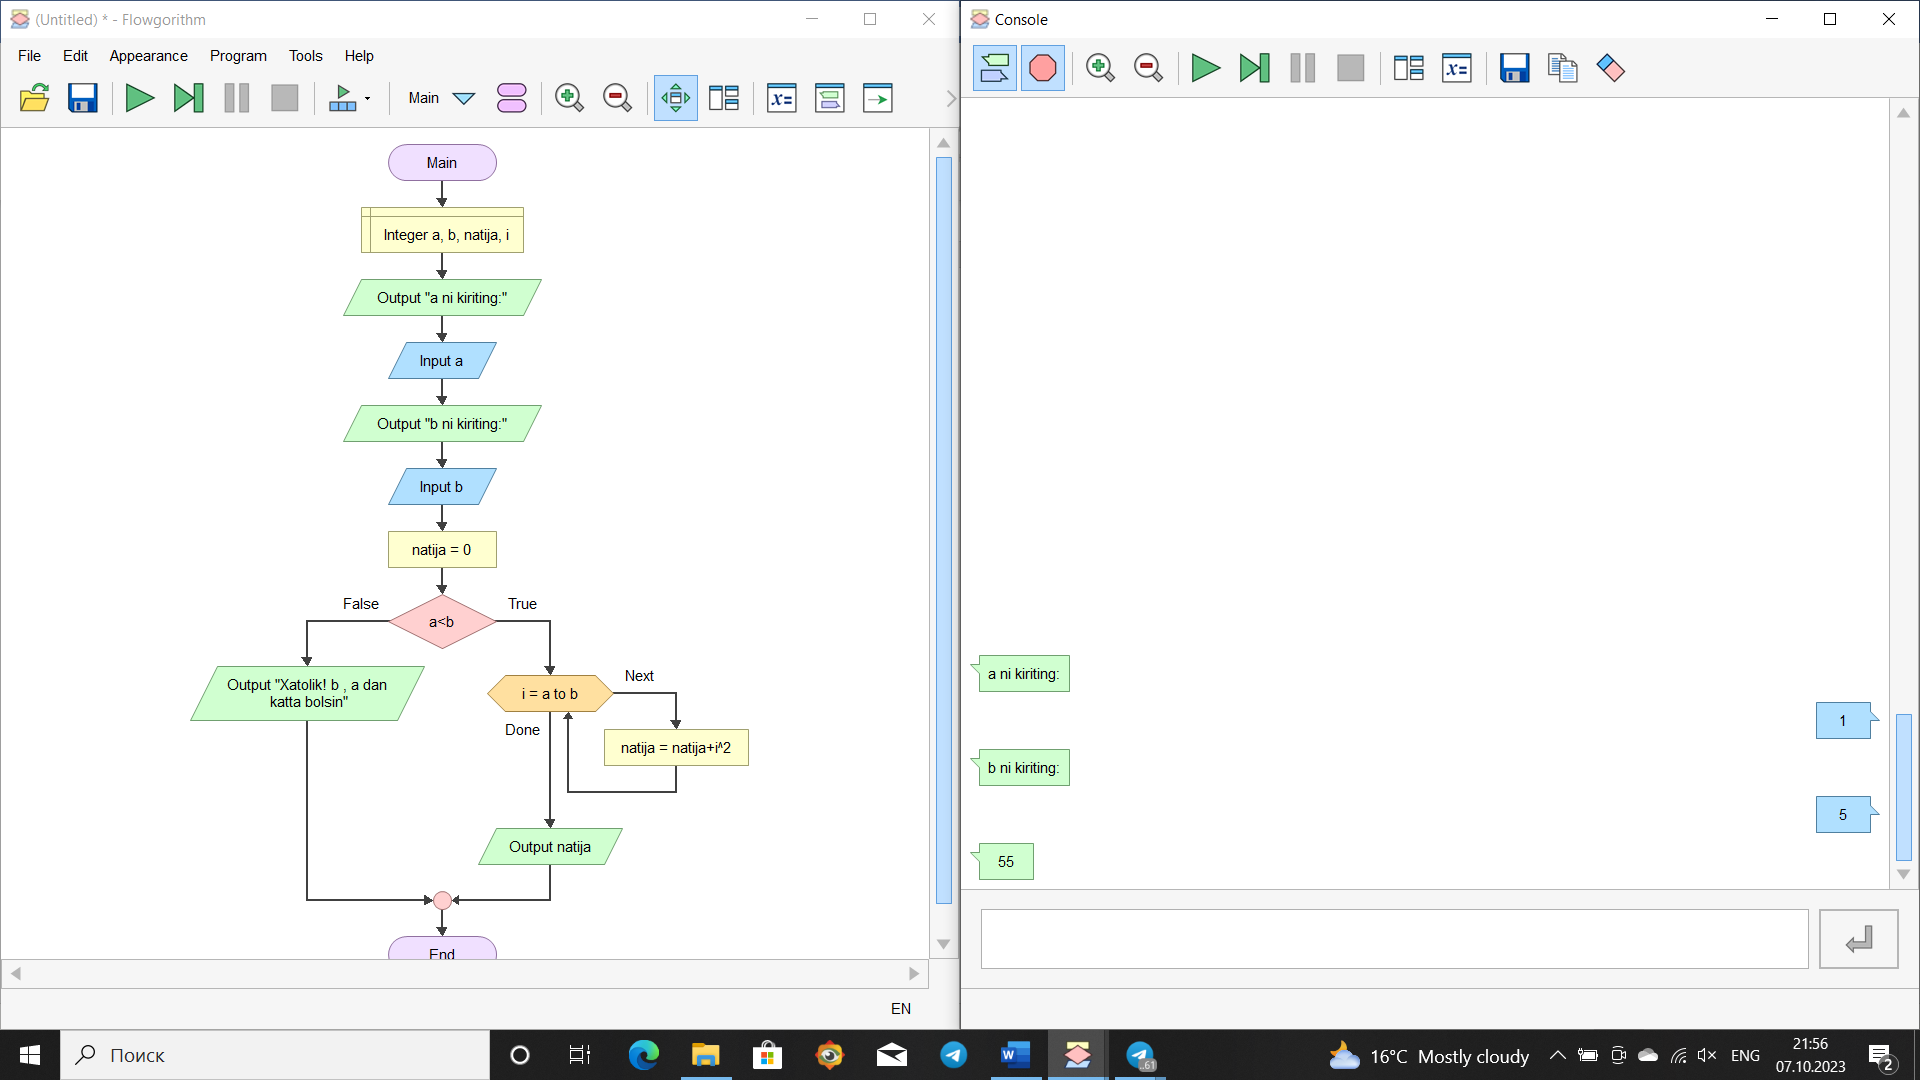 (Untitled) * - Flowgorithm
File Edit Appearance Program Tools Help
Main
x=
Main
Integer a, b, natija, i
Output "a ni kiriting:"
Input a
Output "b ni kiriting:"
Input b
natija = 0
False
True
a<b
Output "Xatolik! b , a dan
katta bolsin"
i = a to b
Next
Done
natija = natija+i^2
Output natija
End
EN
Console
x=
a ni kiriting:
1
b ni kiriting:
5
55
Поиск
W
61
16°C Mostly cloudy
ENG
21:56
07.10.2023
2